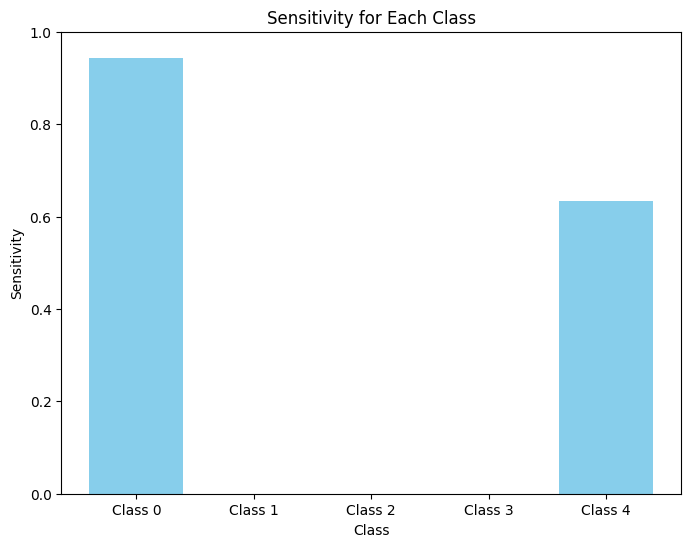 Sensitivity for Each Class
1.0
0.8
0.6
0.4
0.2
0.0
Sensitivity
Class 0
Class 1
Class 2
Class 3
Class 4
Class